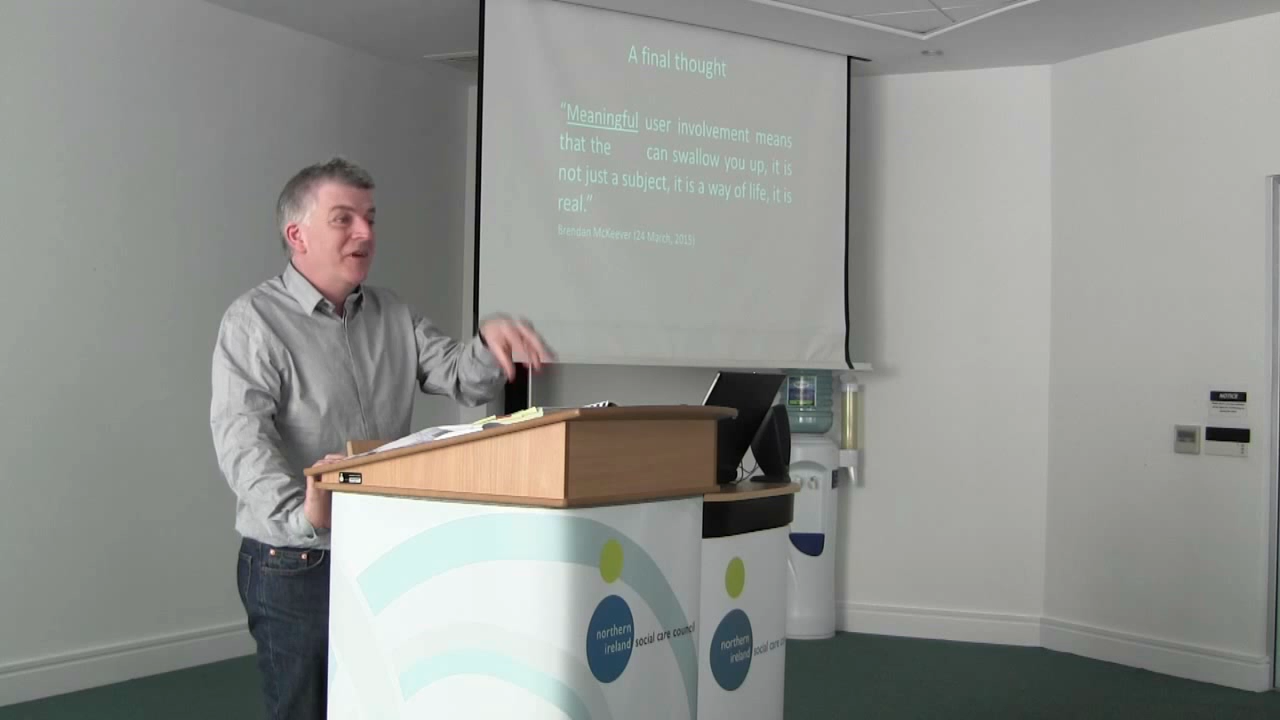 A final thought
“Meaningful user involvement means
that the can swallow you up, it is
not just a subject, it is a way of life, it is
real.”
Brendan McKeever (24 March, 2013)
NOTICE
northern
ireland social care council
northern
ireland social care